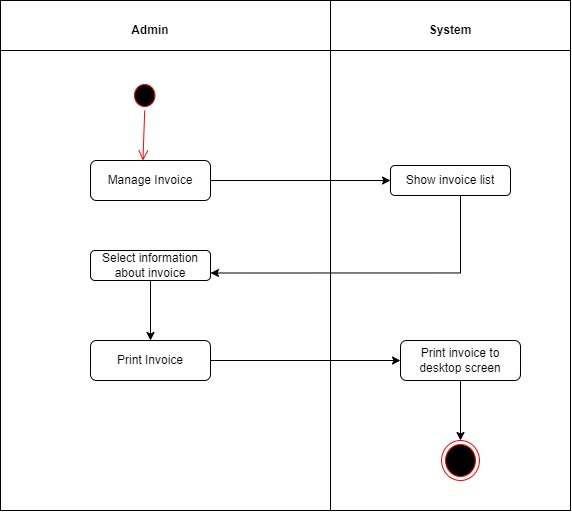 Admin
System
Manage Invoice
Show invoice list
Select information
about invoice
Print Invoice
Print invoice to
desktop screen